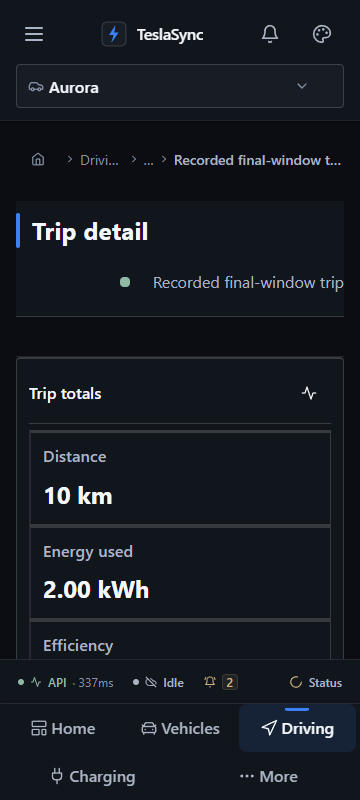 TeslaSync
Aurora
Drivi... ... Recorded final-window t...
Trip detail
Recorded final-window trip
Trip totals
Distance
10 km
Energy used
2.00 kWh
Efficiency
API · 337ms Idle 2 Status
Home Vehicles Driving
Charging More